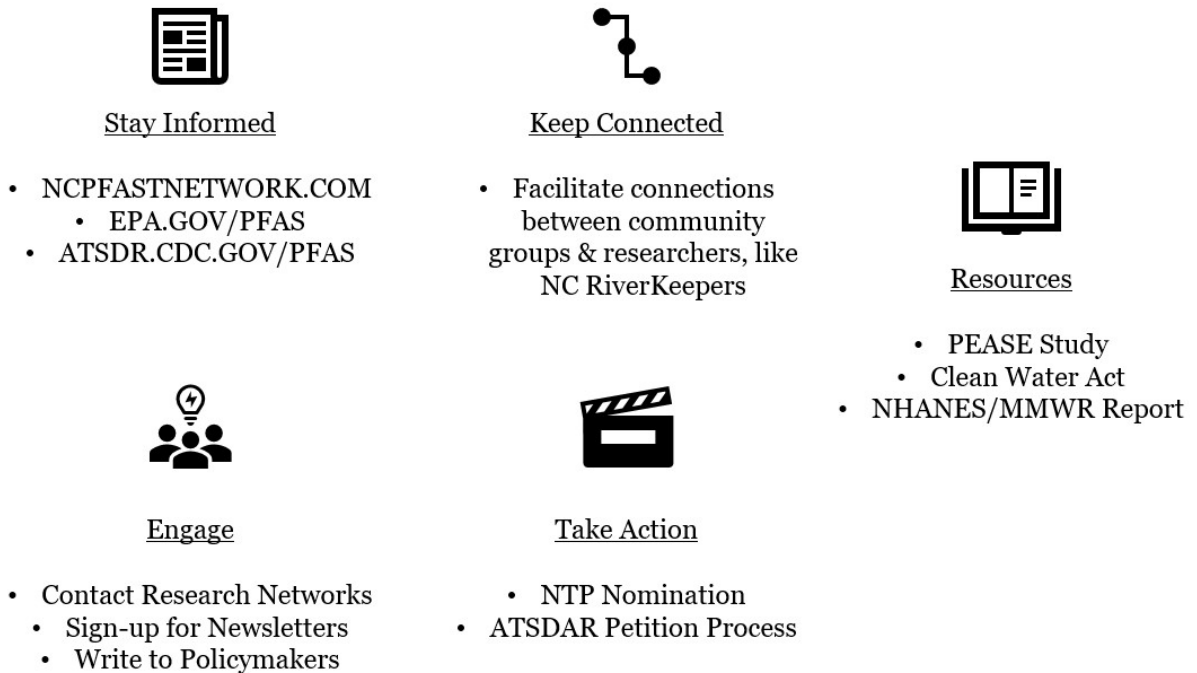 Stay Informed
• NCPFASTNETWORK.COM
• EPA.GOV/PFAS
• ATSDR.CDC.GOV/PFAS
Keep Connected
• Facilitate connections
between community
groups & researchers, like
NC RiverKeepers
Resources
• PEASE Study
• Clean Water Act
• NHANES/MMWR Report
Engage
• Contact Research Networks
• Sign-up for Newsletters
• Write to Policymakers
Take Action
• NTP Nomination
• ATSDAR Petition Process